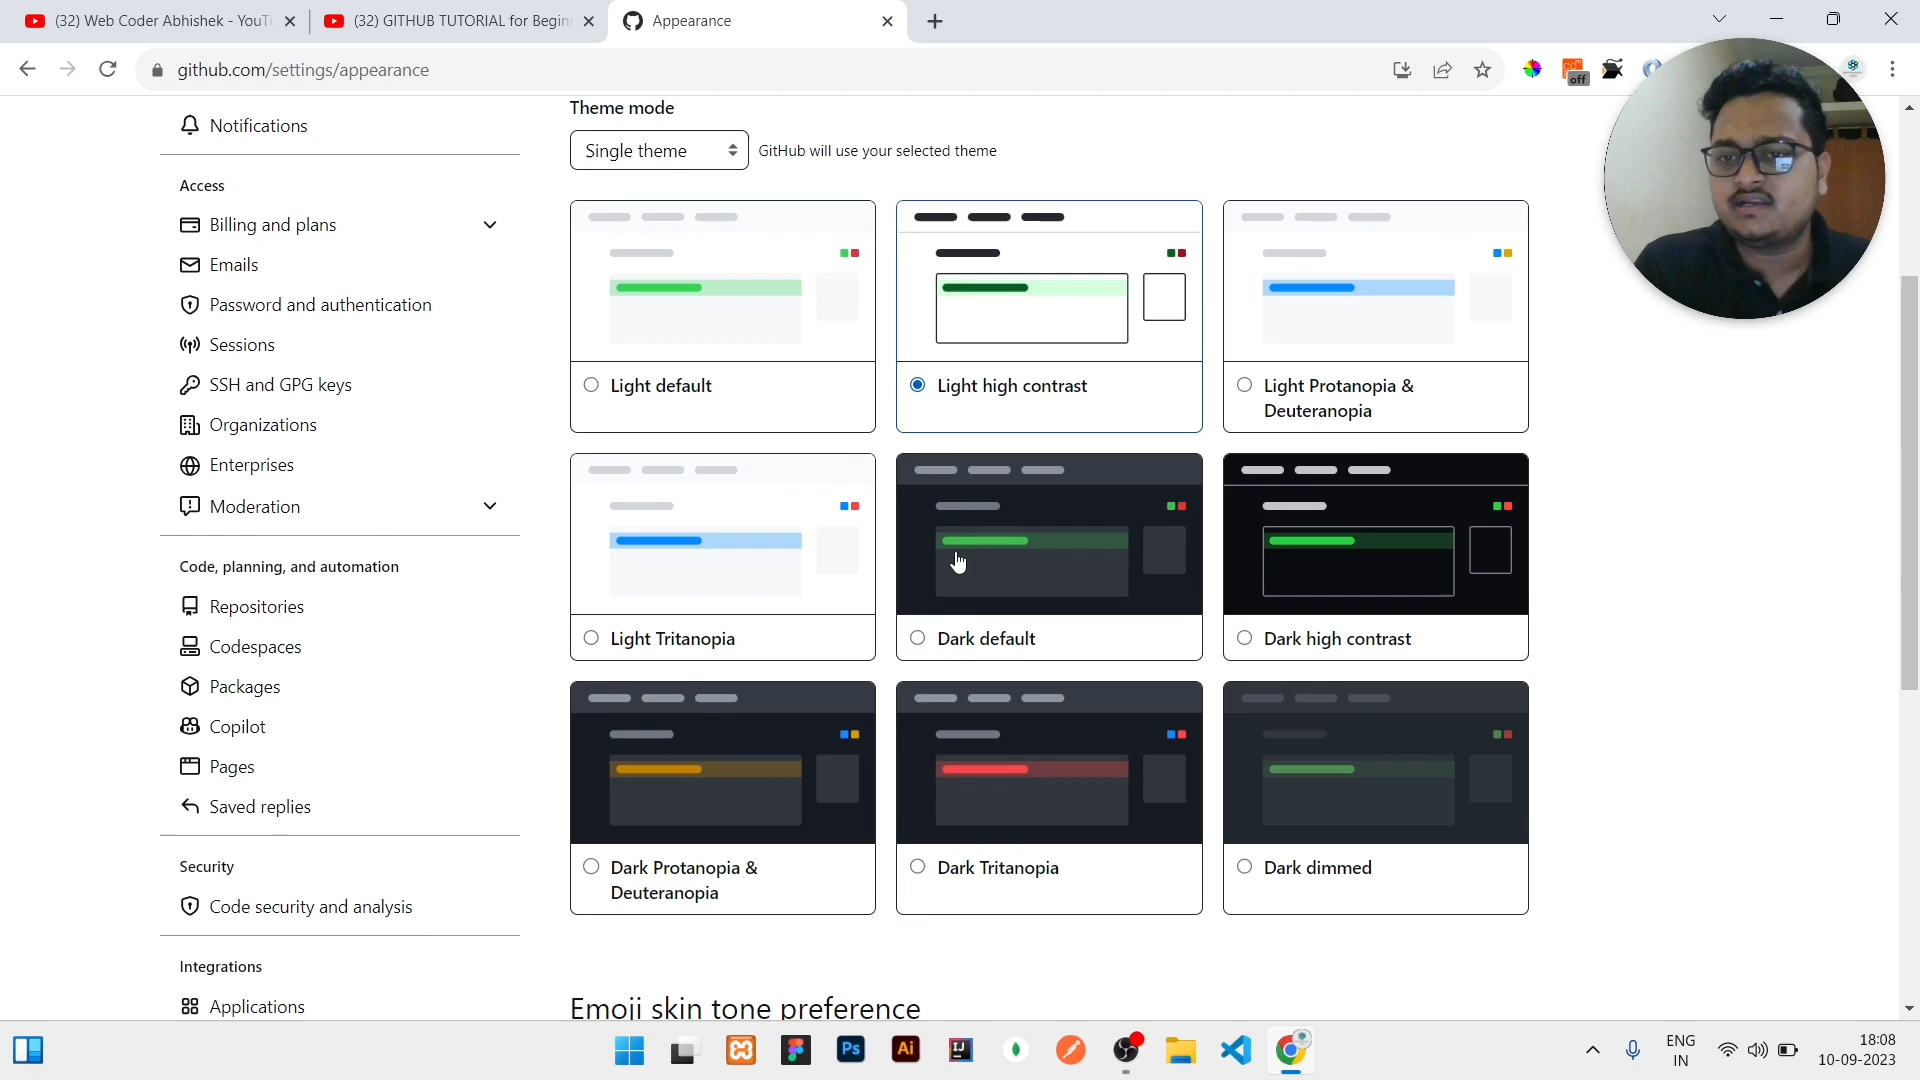 (32) Web Coder Abhishek - YouTu
(32) GITHUB TUTORIAL for Begin
Appearance
github.com/settings/appearance
off
Notifications
Access
Billing and plans
Emails
Password and authentication
Sessions
SSH and GPG keys
Organizations
Enterprises
Moderation
Code, planning, and automation
Repositories
Codespaces
Packages
Copilot
Pages
Saved replies
Security
Code security and analysis
Integrations
Applications
Theme mode
Single theme
GitHub will use your selected theme
Light default
Light high contrast
Light Protanopia &
Deuteranopia
Light Tritanopia
Dark default
Dark high contrast
Dark Protanopia &
Deuteranopia
Dark Tritanopia
Dark dimmed
Emoji skin tone preference
Ps
Ai
IJ
ENG
IN
18:08
10-09-2023